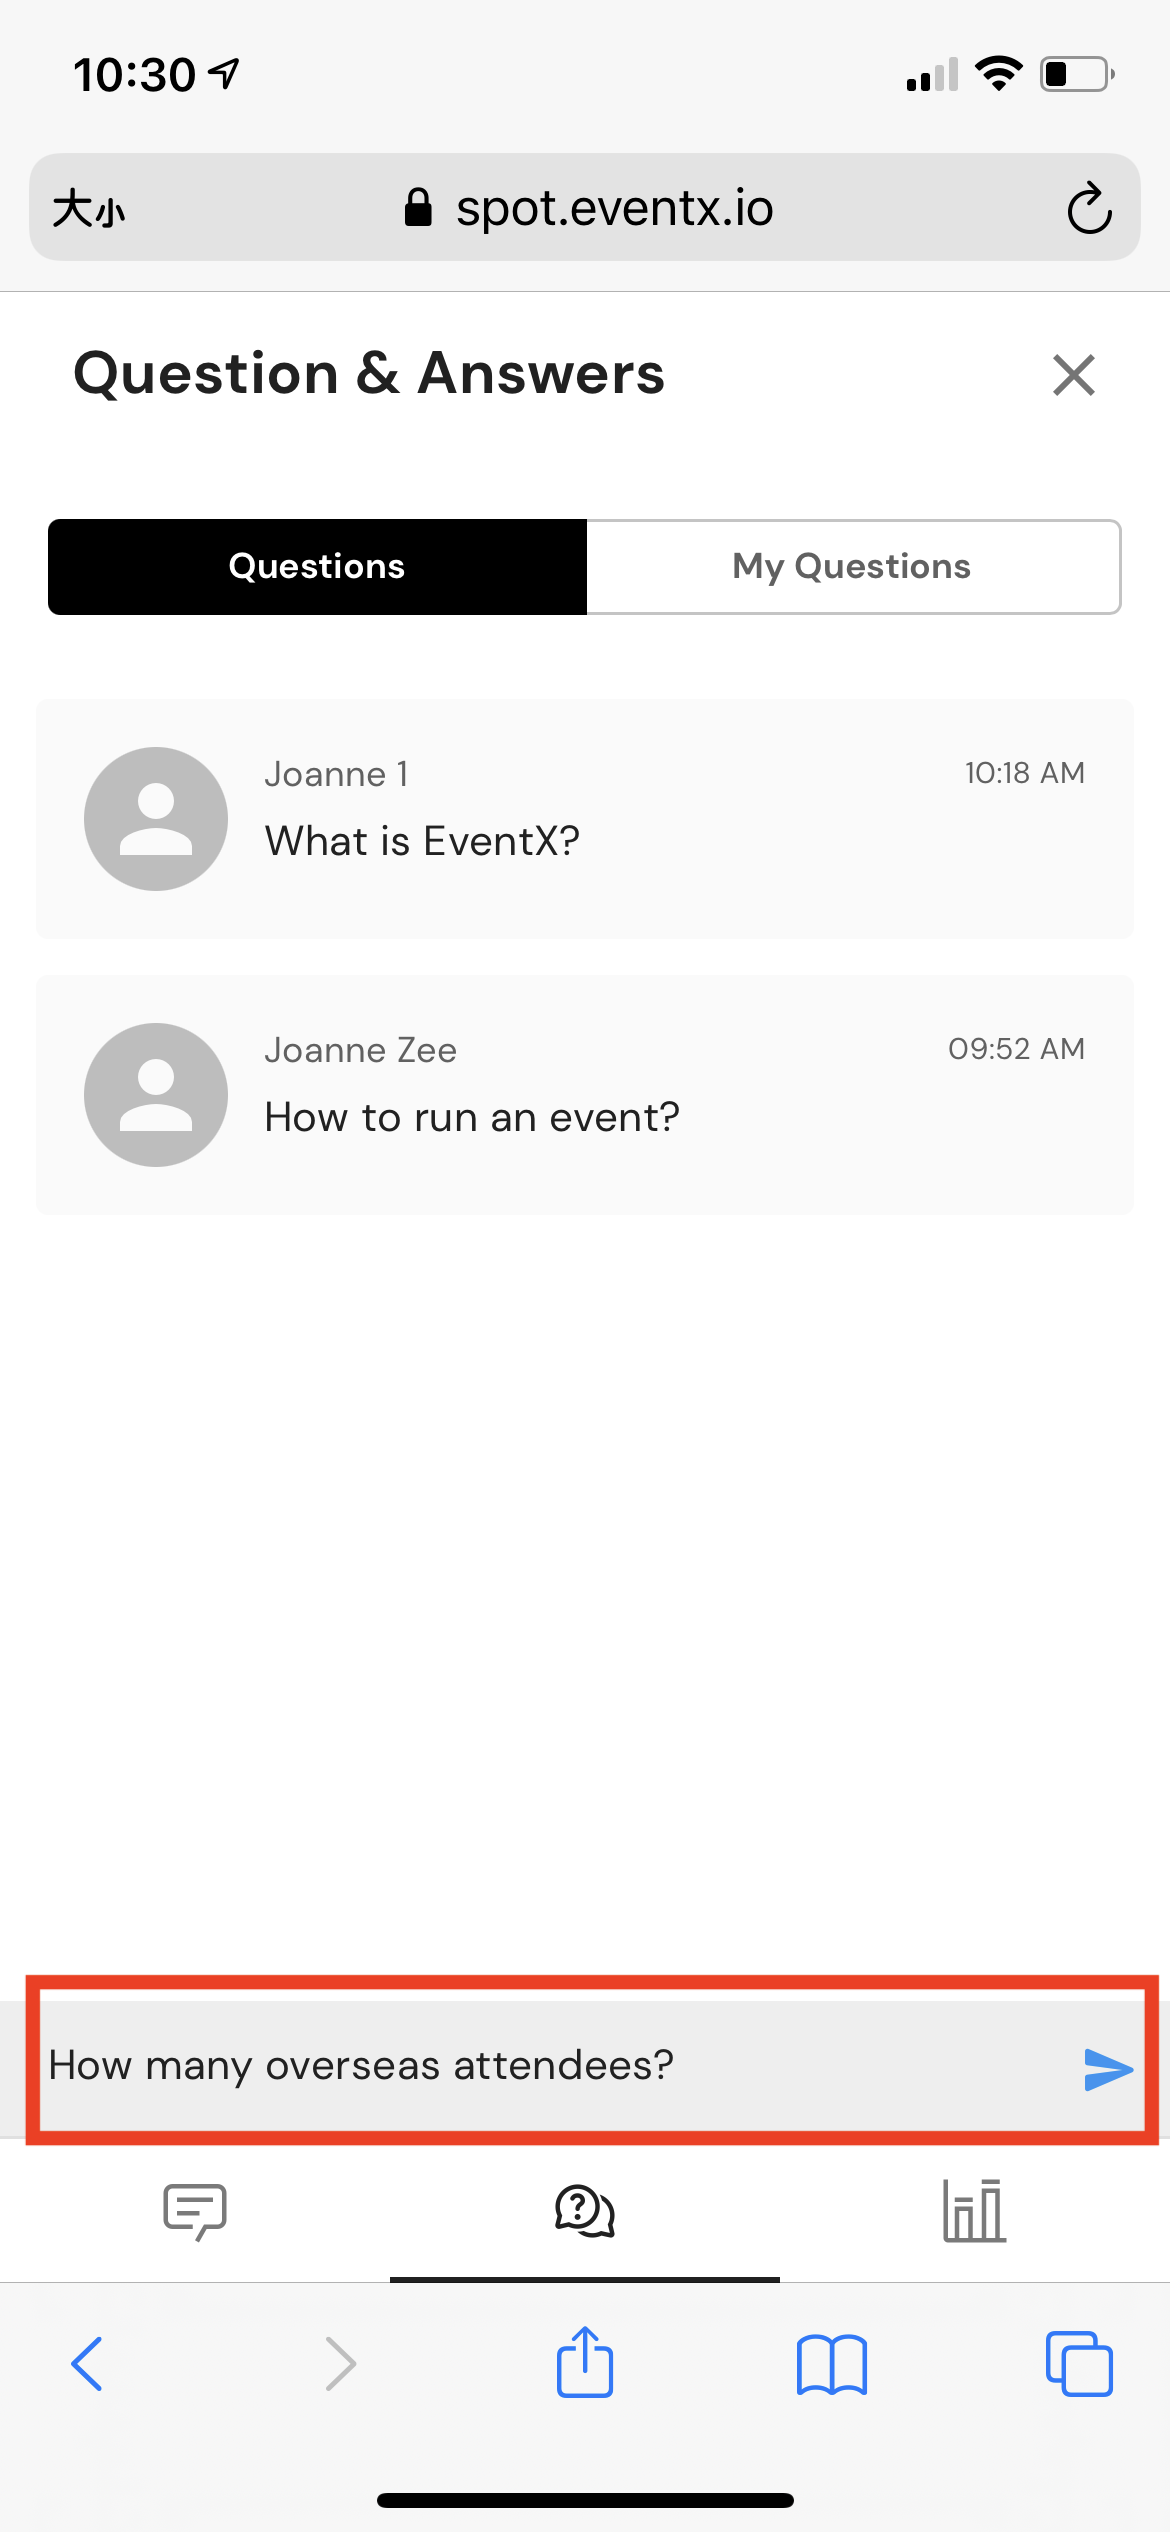 10:30
大小 spot.eventx.io
Question & Answers
Questions My Questions
Joanne 1 10:18 AM
What is EventX?
Joanne Zee 09:52 AM
How to run an event?
How many overseas attendees?